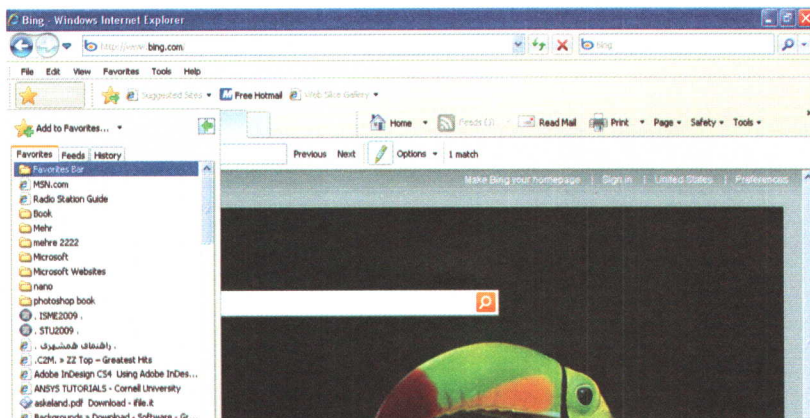 Bing - Windows Internet Explorer
http://www.bing.com/ Bing
File Edit View Favorites Tools Help
Suggested Sites Free Hotmail Web Slice Gallery
Add to Favorites... Home Feeds (1) Read Mail Print Page Safety Tools »
Favorites Feeds History Previous Next Options 1 match
Favorites Bar Make Bing your homepage | Sign in | United States | Preferences
MSN.com
Radio Station Guide
Book
Mehr
mehre 2222
Microsoft
Microsoft Websites
nano
photoshop book
. ISME2009 .
. STU2009 .
. راهنمای همشهری .
.C2M. » ZZ Top – Greatest Hits
Adobe InDesign CS4 Using Adobe InDes...
ANSYS TUTORIALS - Cornell University
askeland.pdf Download - ifile.it
Backgrounds » Download - Software - Gr...